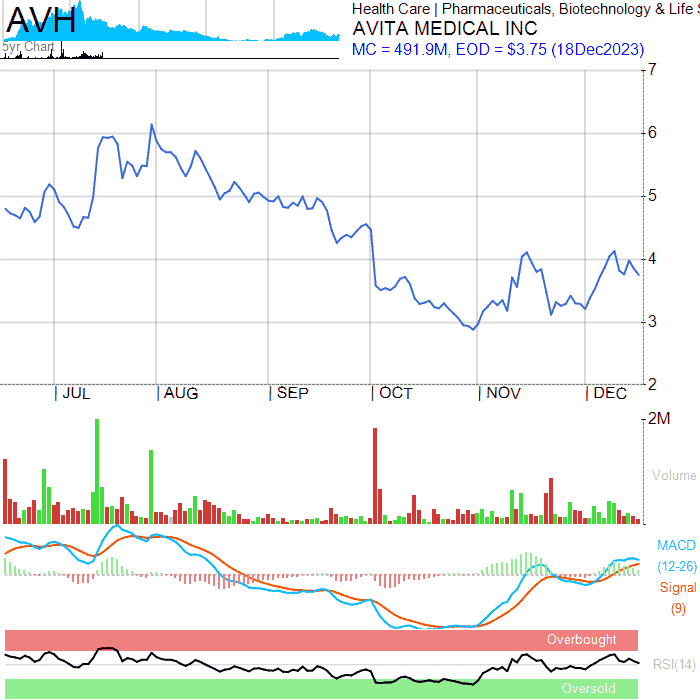 AVH
5yr Chart
Health Care | Pharmaceuticals, Biotechnology & Life
AVITA MEDICAL INC
MC = 491.9M, EOD = $3.75 (18Dec2023)
7
6
5
4
3
2
JUL AUG SEP OCT NOV DEC
2M
Volume
MACD
(12-26)
Signal
(9)
Overbought
RSI(14)
Oversold